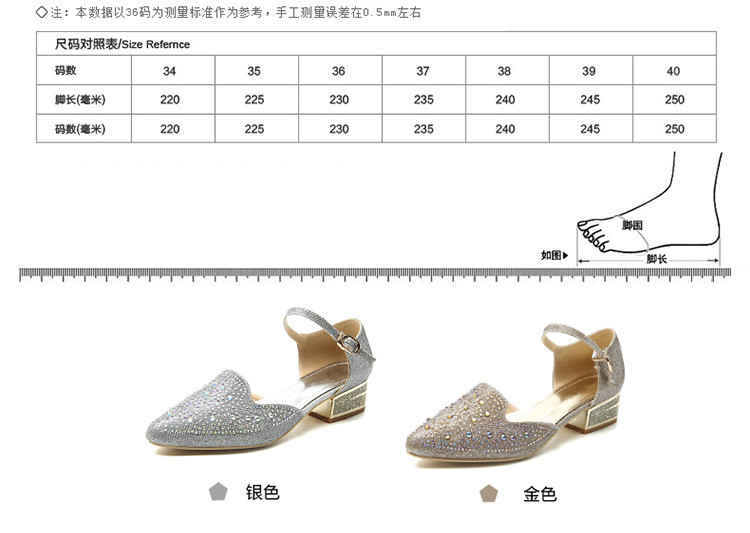 ◇注：本数据以36码为测量标准作为参考，手工测量误差在0.5mm左右
尺码对照表/Size Refernce
码数 34 35 36 37 38 39 40
脚长(毫米) 220 225 230 235 240 245 250
码数(毫米) 220 225 230 235 240 245 250
脚围
如图▶
脚长
银色 金色